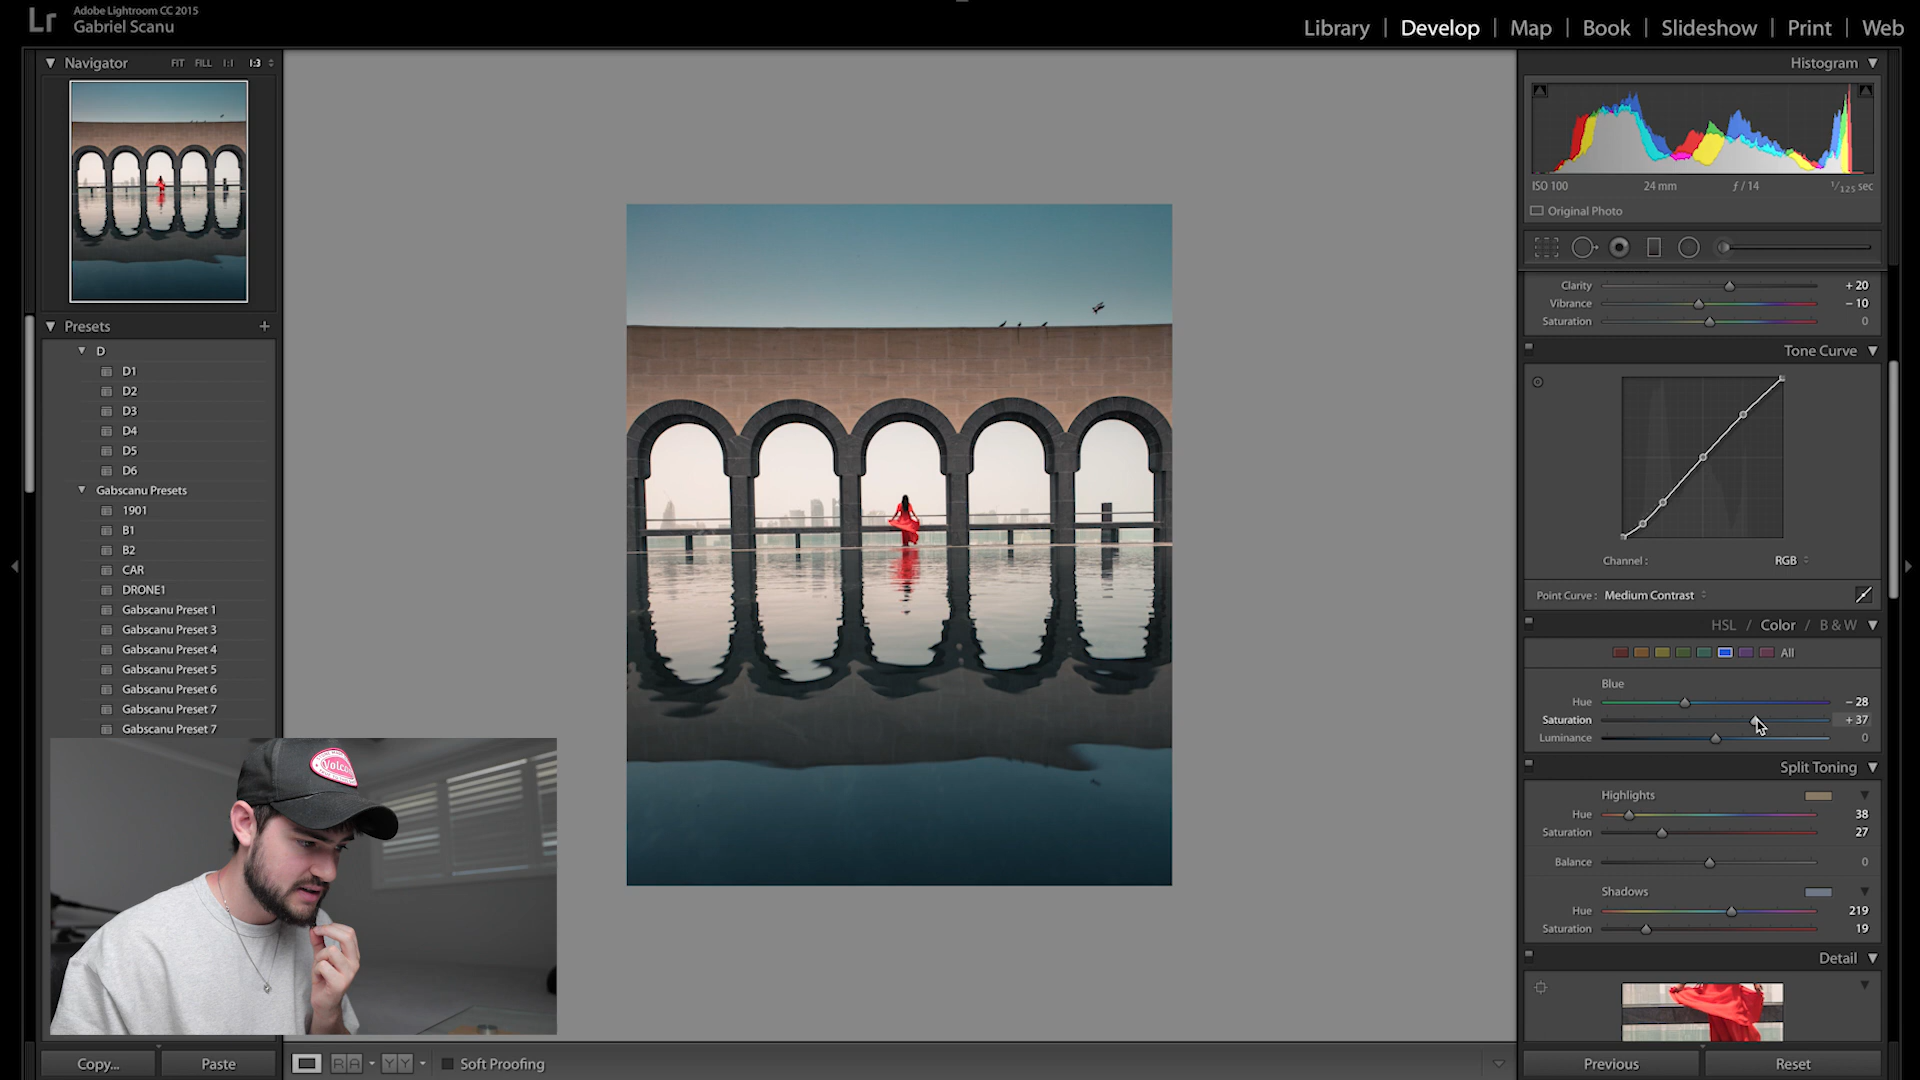 Lr
Adobe Lightroom CC 2015
Gabriel Scanu
Library | Develop | Map | Book | Slideshow | Print | Web
Navigator
FIT FILL 1:1 1:3
Presets +
D
D1
D2
D3
D4
D5
D6
Gabscanu Presets
1901
B1
B2
CAR
DRONE1
Gabscanu Preset 1
Gabscanu Preset 3
Gabscanu Preset 4
Gabscanu Preset 5
Gabscanu Preset 6
Gabscanu Preset 7
Gabscanu Preset 7
Copy...
Paste
RA
YY
Soft Proofing
Histogram
ISO 100 24 mm ƒ / 14 1/125 sec
Original Photo
Clarity + 20
Vibrance − 10
Saturation 0
Tone Curve
Channel : RGB
Point Curve : Medium Contrast
HSL / Color / B & W
All
Blue
Hue − 28
Saturation + 37
Luminance 0
Split Toning
Highlights
Hue 38
Saturation 27
Balance 0
Shadows
Hue 219
Saturation 19
Detail
Previous
Reset